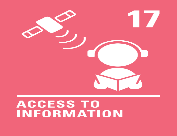 17
ACCESS TO
INFORMATION